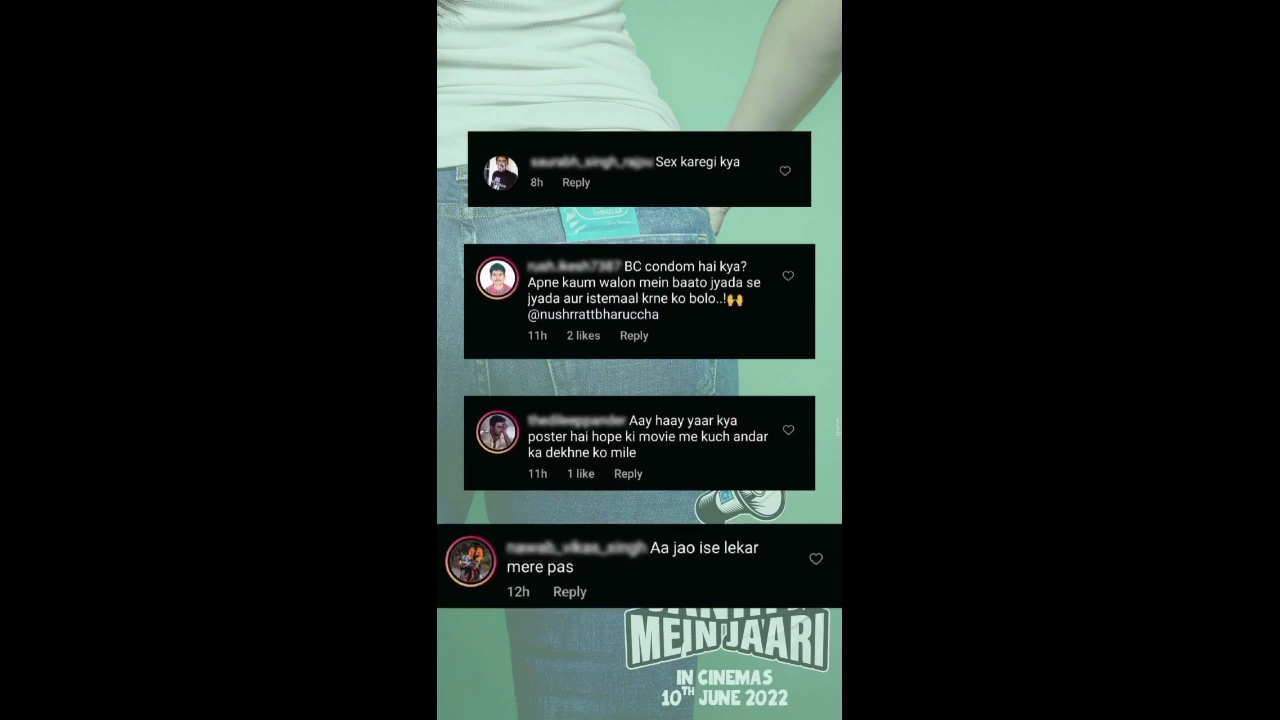 Sex karegi kya
8h Reply
BC condom hai kya?
Apne kaum walon mein baato jyada se
jyada aur istemaal krne ko bolo..!🙌
@nushrrattbharuccha
11h 2 likes Reply
Aay haay yaar kya
poster hai hope ki movie me kuch andar
ka dekhne ko mile
11h 1 like Reply
Aa jao ise lekar
mere pas
12h Reply
MEIN JAARI
IN CINEMAS
10TH JUNE 2022